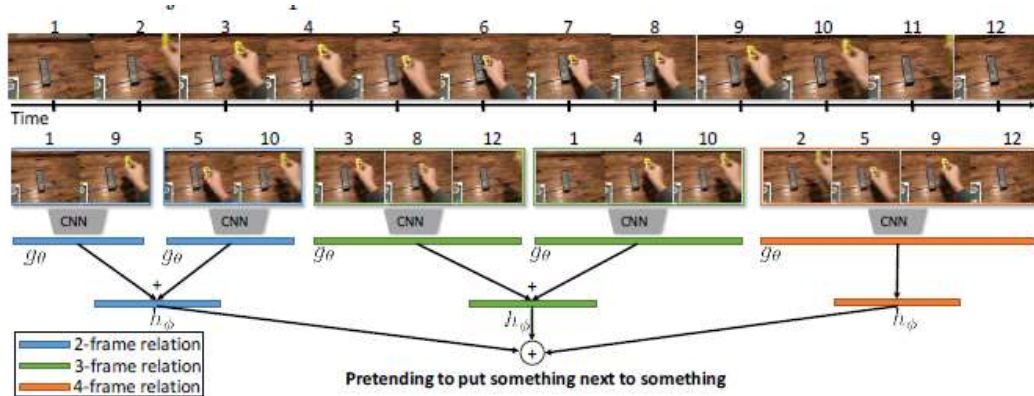 1 2 3 4 5 6 7 8 9 10 11 12
Time
1 9 5 10 3 8 12 1 4 10 2 5 9 12
CNN CNN CNN CNN CNN
gθ gθ gθ gθ gθ
+ +
hϕ hϕ hϕ
+
2-frame relation
3-frame relation
4-frame relation
Pretending to put something next to something